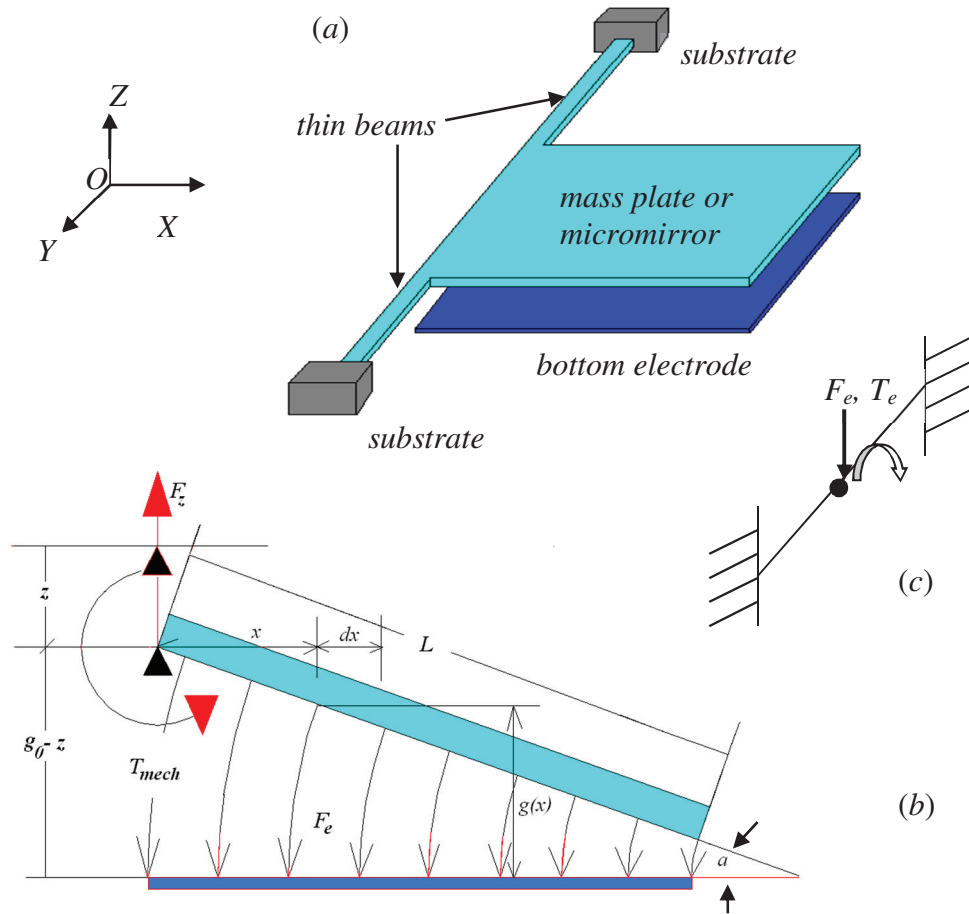 (a)
substrate
thin beams
Z
O
X
Y
mass plate or
micromirror
bottom electrode
substrate
F_e, T_e
(c)
F_z
z
x
dx
L
g_0- z
T_mech
F_e
g(x)
a
(b)